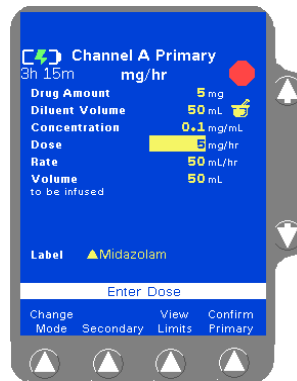 Channel A Primary
3h 15m mg/hr
Drug Amount 5 mg
Diluent Volume 50 mL
Concentration 0.1 mg/mL
Dose 5 mg/hr
Rate 50 mL/hr
Volume 50 mL
to be infused
Label Midazolam
Enter Dose
Change Mode
Secondary
View Limits
Confirm Primary